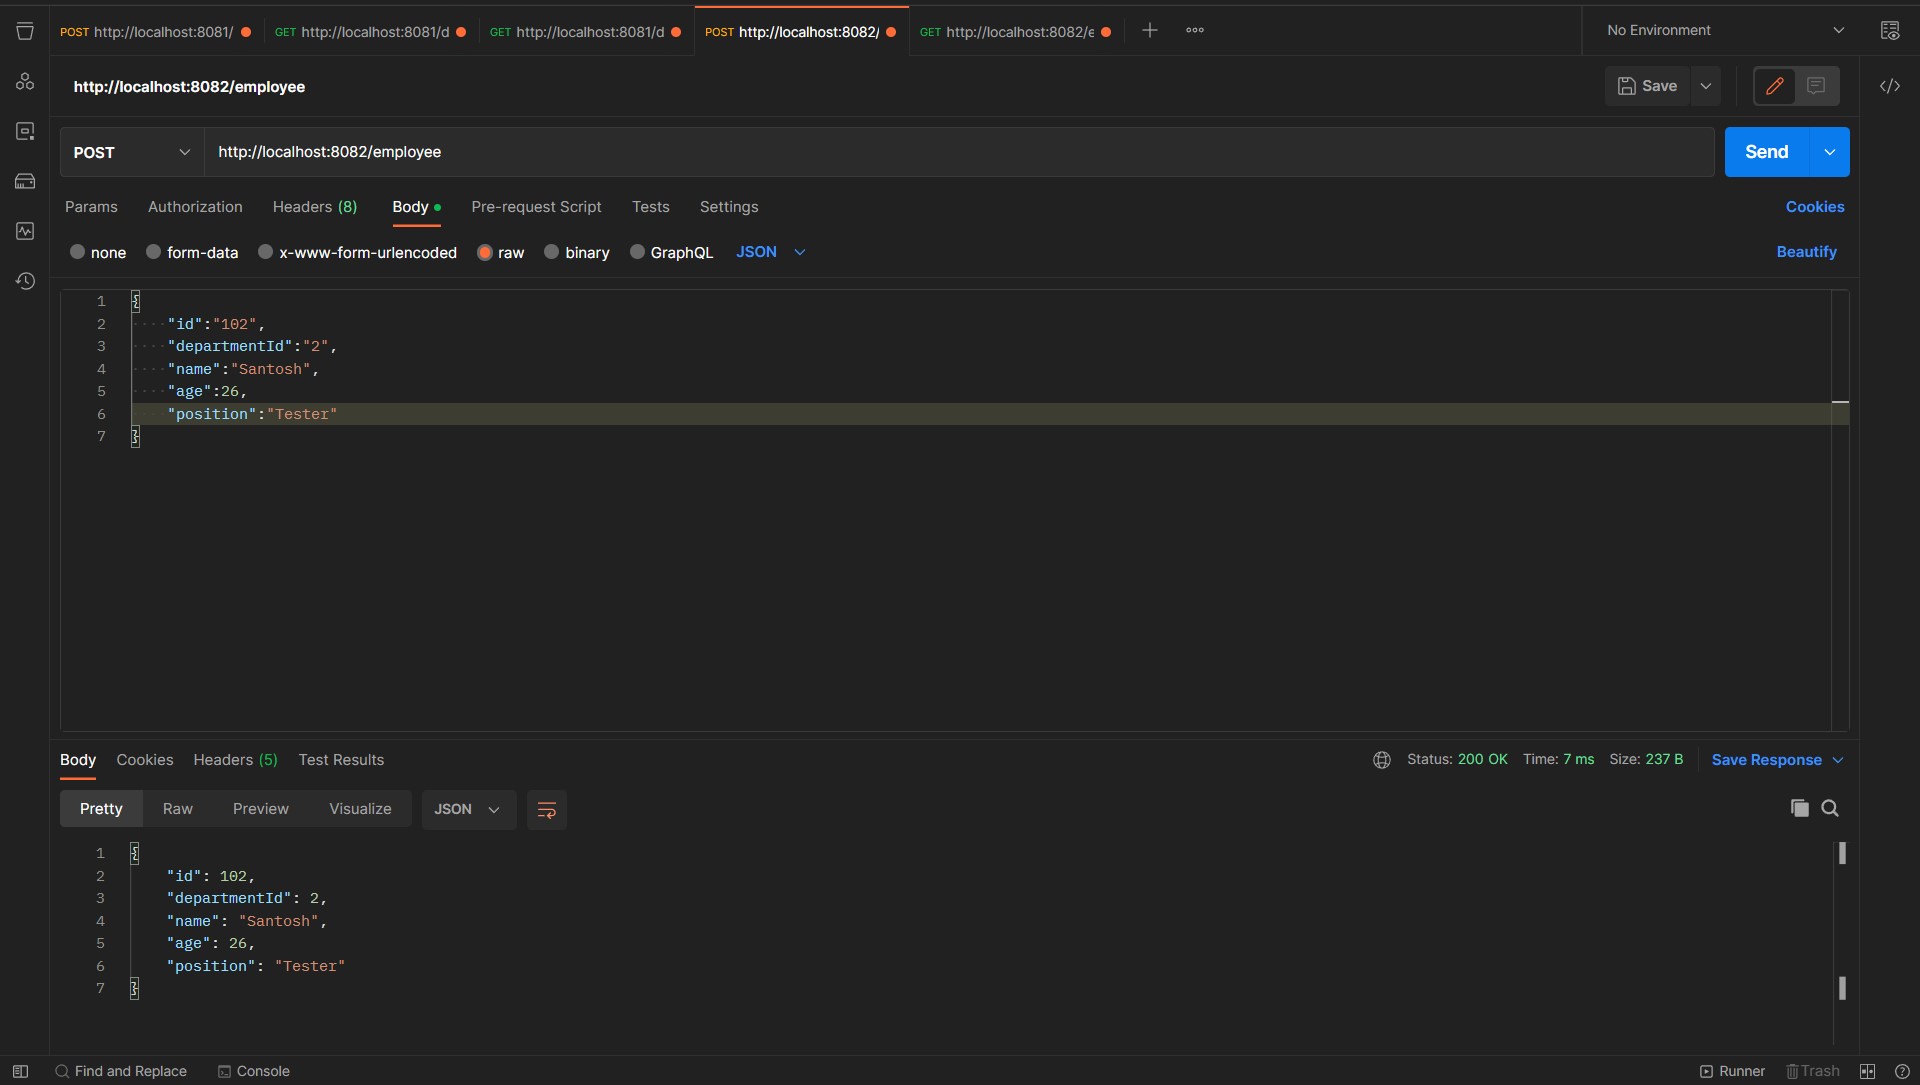 POST http://localhost:8081/ GET http://localhost:8081/d GET http://localhost:8081/d POST http://localhost:8082/ GET http://localhost:8082/e No Environment
http://localhost:8082/employee Save
POST http://localhost:8082/employee Send
Params Authorization Headers (8) Body Pre-request Script Tests Settings Cookies
none form-data x-www-form-urlencoded raw binary GraphQL JSON Beautify
1 {
2 "id":"102",
3 "departmentId":"2",
4 "name":"Santosh",
5 "age":26,
6 "position":"Tester"
7 }
Body Cookies Headers (5) Test Results Status: 200 OK Time: 7 ms Size: 237 B Save Response
Pretty Raw Preview Visualize JSON
1 {
2 "id": 102,
3 "departmentId": 2,
4 "name": "Santosh",
5 "age": 26,
6 "position": "Tester"
7 }
Find and Replace Console Runner Trash